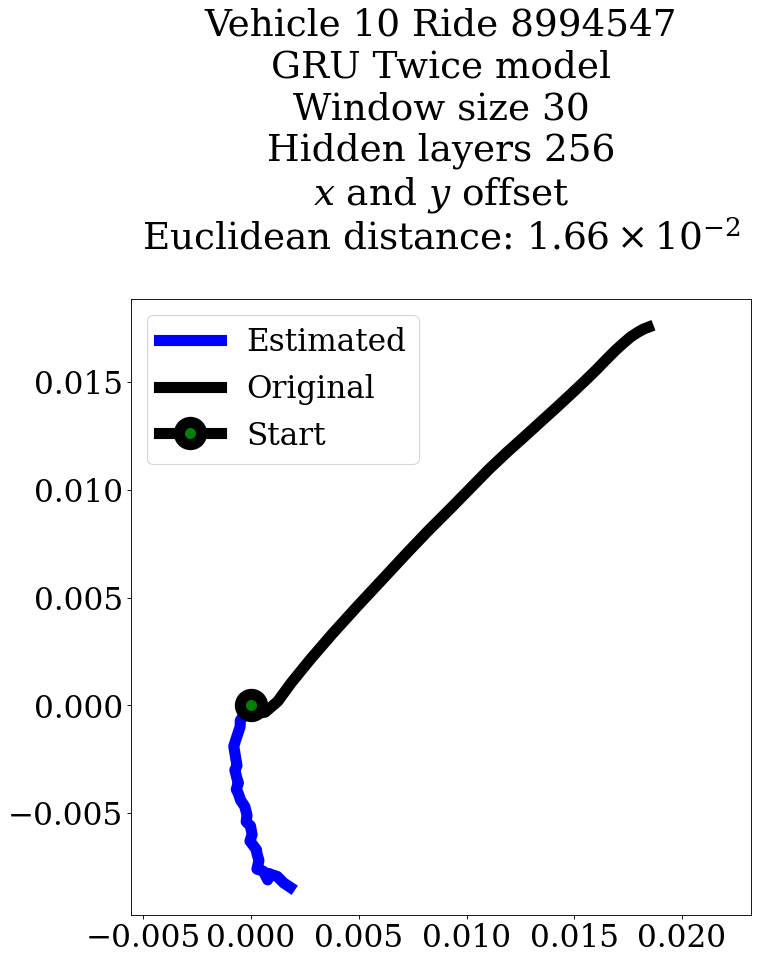 Vehicle 10 Ride 8994547
GRU Twice model
Window size 30
Hidden layers 256
x and y offset
Euclidean distance: 1.66 × 10⁻²
Estimated
Original
Start
0.015
0.010
0.005
0.000
−0.005
−0.005 0.000 0.005 0.010 0.015 0.020